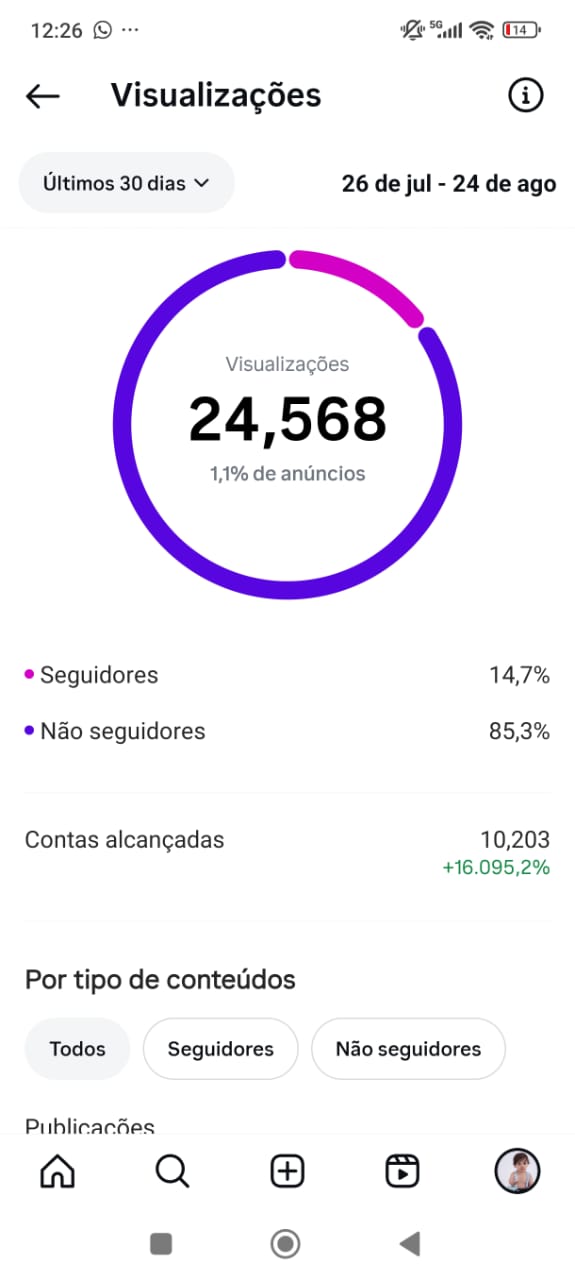 12:26
5G
14
Visualizações
Últimos 30 dias
26 de jul - 24 de ago
Visualizações
24,568
1,1% de anúncios
Seguidores 14,7%
Não seguidores 85,3%
Contas alcançadas 10,203
+16.095,2%
Por tipo de conteúdos
Todos Seguidores Não seguidores
Publicações